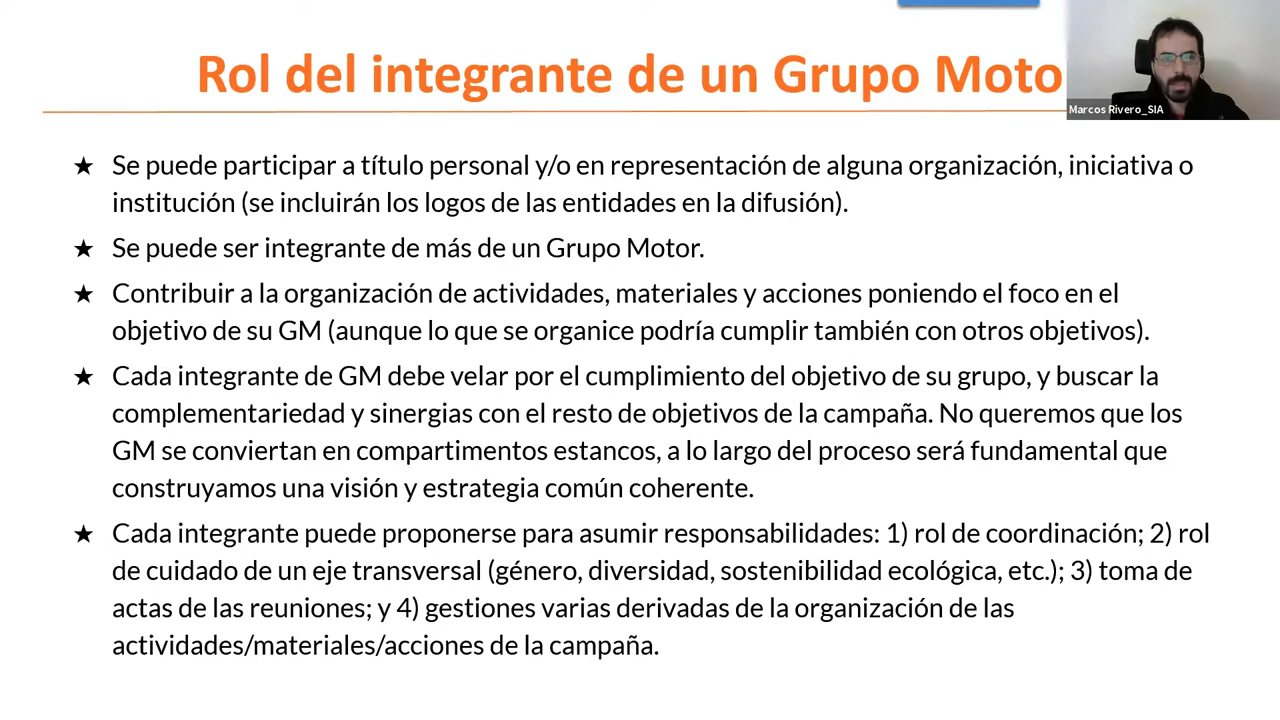 Rol del integrante de un Grupo Moto
Marcos Rivero_SIA
★ Se puede participar a título personal y/o en representación de alguna organización, iniciativa o
institución (se incluirán los logos de las entidades en la difusión).
★ Se puede ser integrante de más de un Grupo Motor.
★ Contribuir a la organización de actividades, materiales y acciones poniendo el foco en el
objetivo de su GM (aunque lo que se organice podría cumplir también con otros objetivos).
★ Cada integrante de GM debe velar por el cumplimiento del objetivo de su grupo, y buscar la
complementariedad y sinergias con el resto de objetivos de la campaña. No queremos que los
GM se conviertan en compartimentos estancos, a lo largo del proceso será fundamental que
construyamos una visión y estrategia común coherente.
★ Cada integrante puede proponerse para asumir responsabilidades: 1) rol de coordinación; 2) rol
de cuidado de un eje transversal (género, diversidad, sostenibilidad ecológica, etc.); 3) toma de
actas de las reuniones; y 4) gestiones varias derivadas de la organización de las
actividades/materiales/acciones de la campaña.